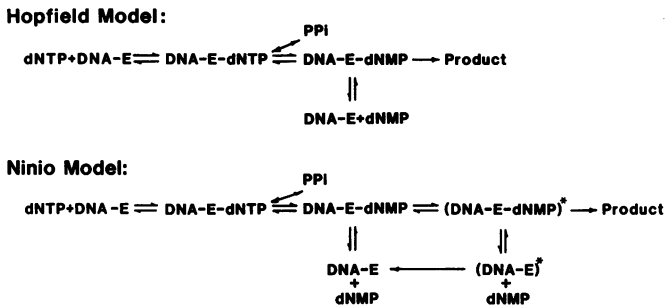 Hopfield Model:
PPi
dNTP+DNA-E ⇌ DNA-E-dNTP ⇌ DNA-E-dNMP → Product
DNA-E+dNMP
Ninio Model:
PPi
dNTP+DNA-E ⇌ DNA-E-dNTP ⇌ DNA-E-dNMP ⇌ (DNA-E-dNMP)* → Product
DNA-E ← (DNA-E)*
+ +
dNMP dNMP